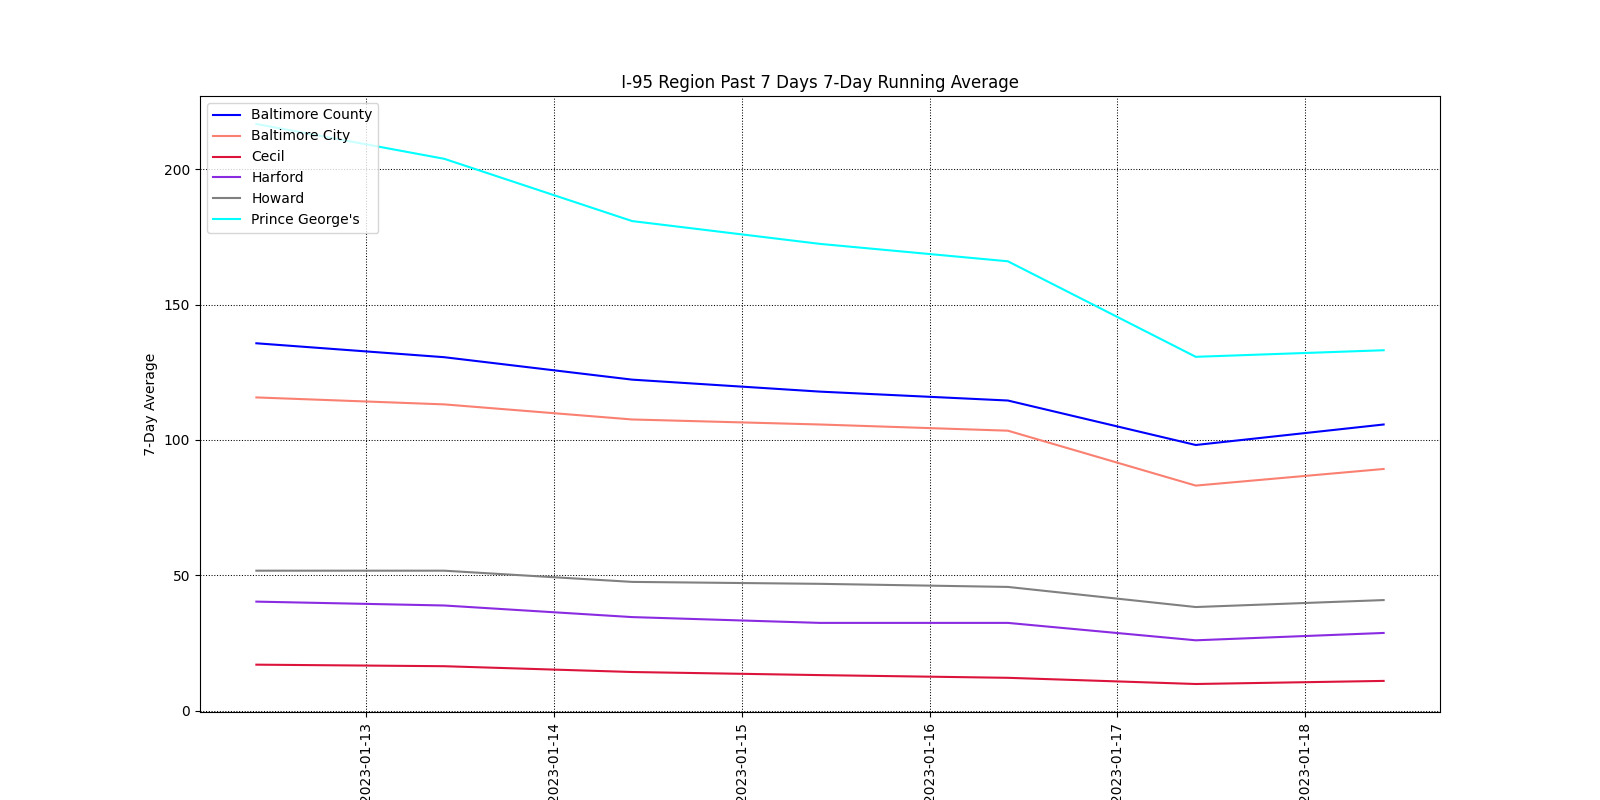 I-95 Region Past 7 Days 7-Day Running Average
Baltimore County
Baltimore City
Cecil
Harford
Howard
Prince George's
7-Day Average
200
150
100
50
0
2023-01-13
2023-01-14
2023-01-15
2023-01-16
2023-01-17
2023-01-18